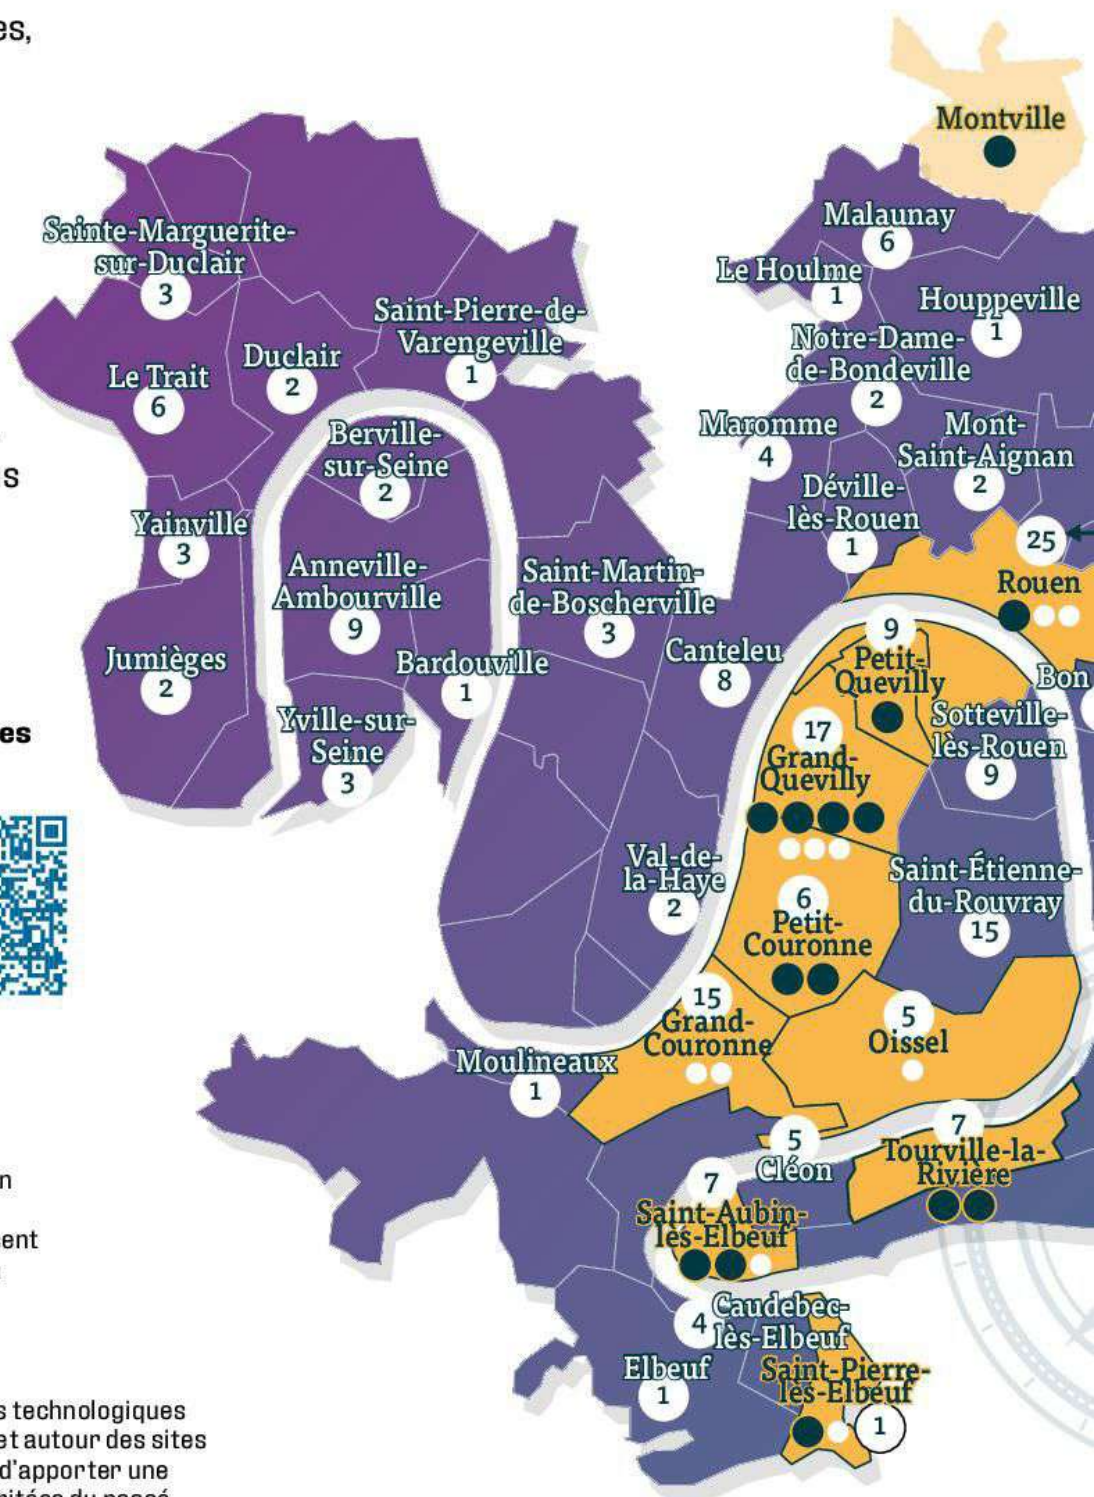 es,
s
es
n
ent
s technologiques
et autour des sites
d'apporter une
Montville
Malaunay
6
Le Houlme
1
Houppeville
1
Notre-Dame-
de-Bondeville
2
Maromme
4
Mont-
Saint-Aignan
2
Déville-
lès-Rouen
1
25
Rouen
Sainte-Marguerite-
sur-Duclair
3
Saint-Pierre-de-
Varengeville
1
Duclair
2
Le Trait
6
Berville-
sur-Seine
2
Yainville
3
Anneville-
Ambourville
9
Saint-Martin-
de-Boscherville
3
Jumièges
2
Bardouville
1
Canteleu
8
Yville-sur-
Seine
3
9
Petit-
Quevilly
Bon
Sotteville-
lès-Rouen
9
17
Grand-
Quevilly
Val-de-
la-Haye
2
Saint-Étienne-
du-Rouvray
15
6
Petit-
Couronne
15
Grand-
Couronne
5
Oissel
Moulineaux
1
5
Cléon
7
Tourville-la-
Rivière
7
Saint-Aubin-
lès-Elbeuf
4
Caudebec-
lès-Elbeuf
Elbeuf
1
Saint-Pierre-
lès-Elbeuf
1